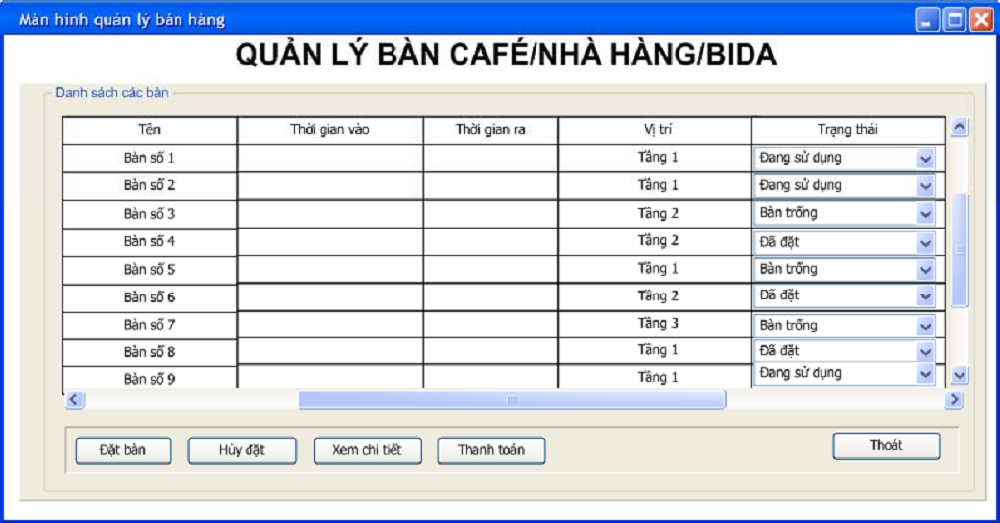 Màn hình quản lý bán hàng
QUẢN LÝ BÀN CAFÉ/NHÀ HÀNG/BIDA
Danh sách các bàn
Tên Thời gian vào Thời gian ra Vị trí Trạng thái
Bàn số 1 Tầng 1 Đang sử dụng
Bàn số 2 Tầng 1 Đang sử dụng
Bàn số 3 Tầng 2 Bàn trống
Bàn số 4 Tầng 2 Đã đặt
Bàn số 5 Tầng 1 Bàn trống
Bàn số 6 Tầng 2 Đã đặt
Bàn số 7 Tầng 3 Bàn trống
Bàn số 8 Tầng 1 Đã đặt
Bàn số 9 Tầng 1 Đang sử dụng
Đặt bàn Hủy đặt Xem chi tiết Thanh toán Thoát